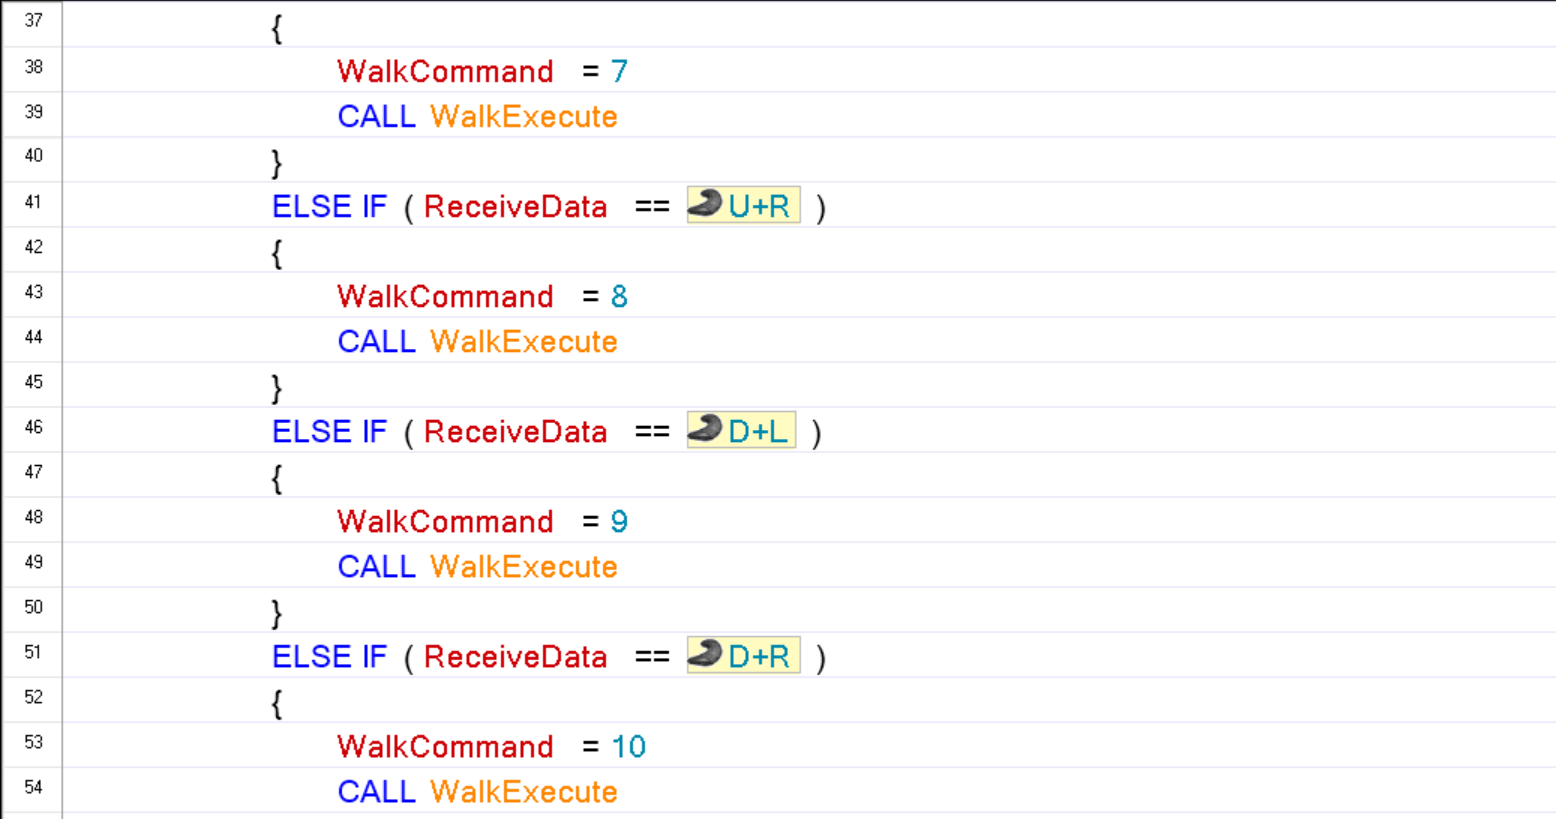 37 {
38 WalkCommand = 7
39 CALL WalkExecute
40 }
41 ELSE IF ( ReceiveData == U+R )
42 {
43 WalkCommand = 8
44 CALL WalkExecute
45 }
46 ELSE IF ( ReceiveData == D+L )
47 {
48 WalkCommand = 9
49 CALL WalkExecute
50 }
51 ELSE IF ( ReceiveData == D+R )
52 {
53 WalkCommand = 10
54 CALL WalkExecute